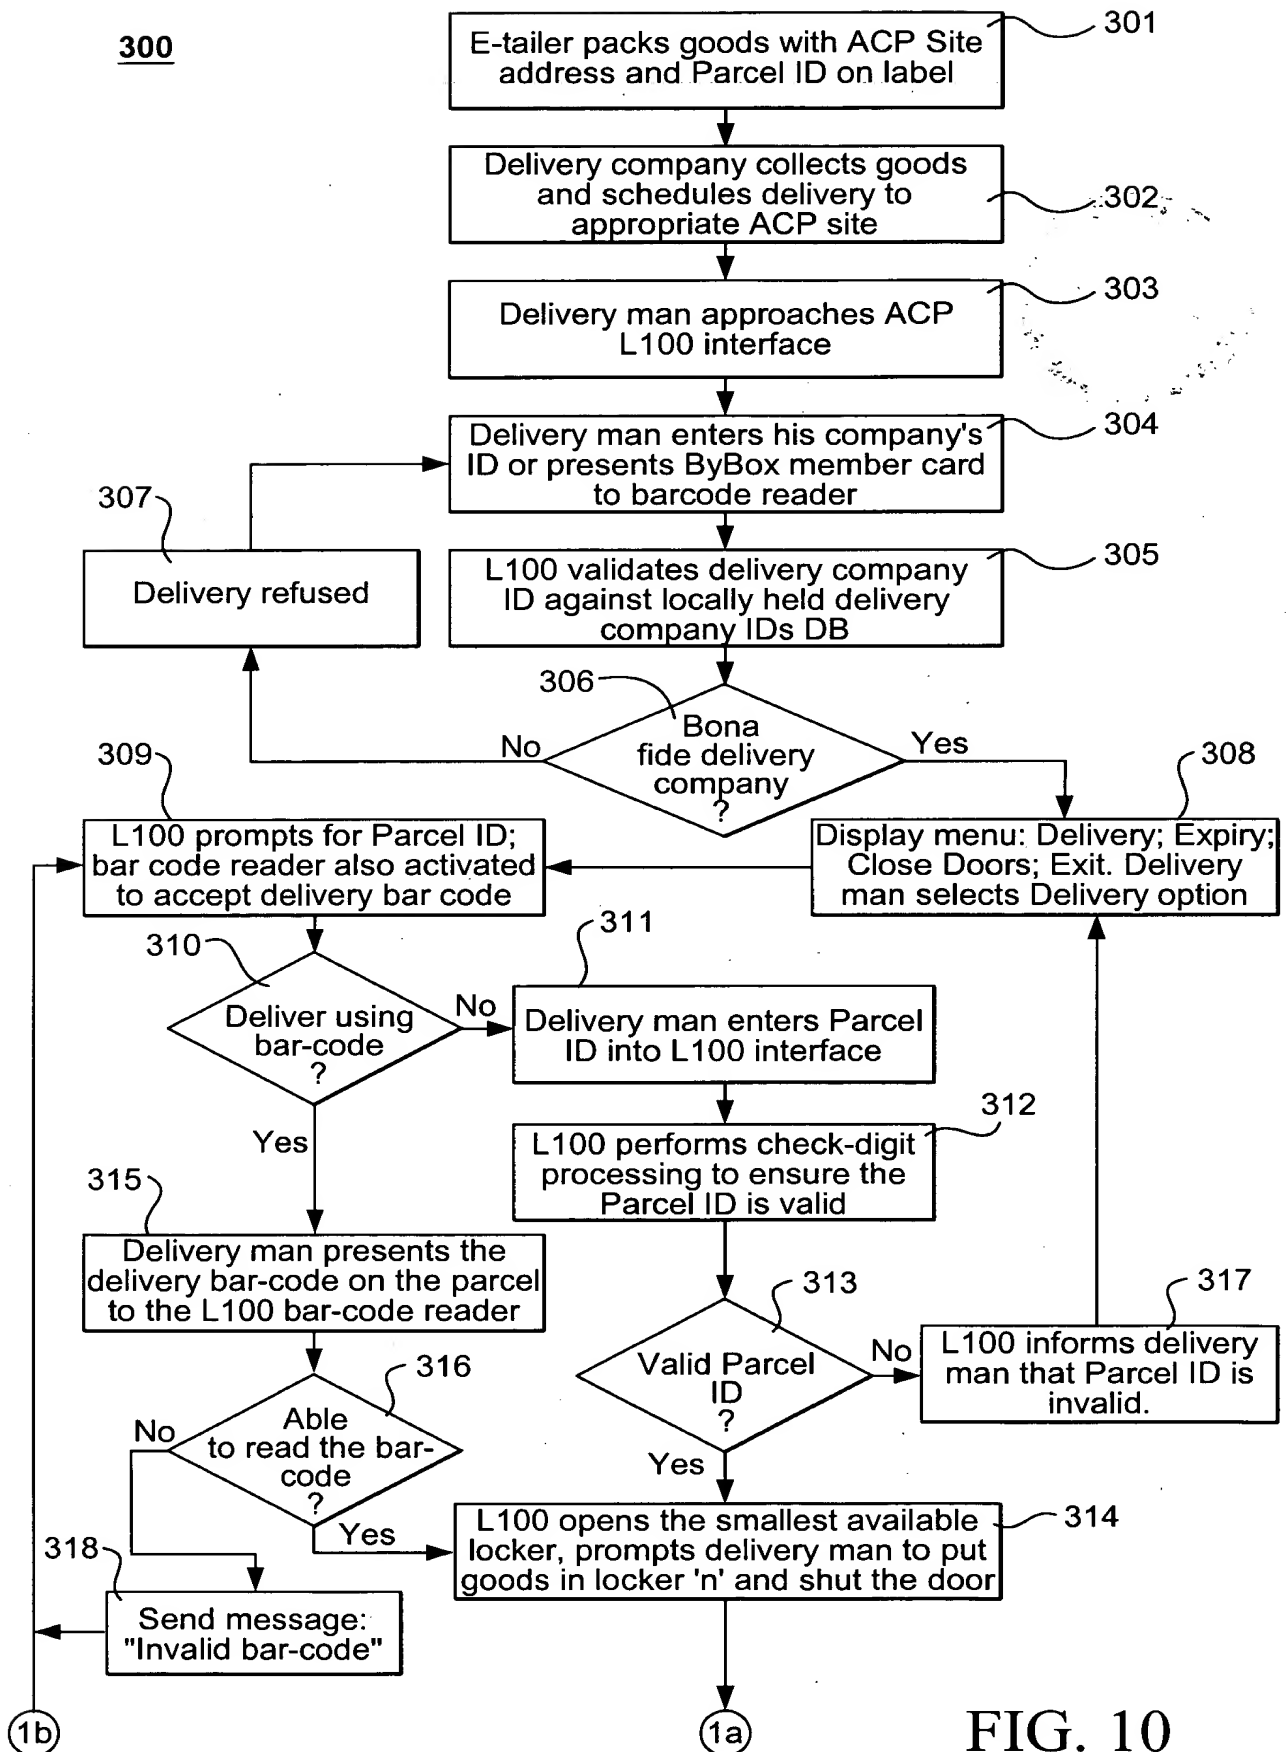 300
301
E-tailer packs goods with ACP Site
address and Parcel ID on label
Delivery company collects goods
and schedules delivery to
appropriate ACP site
302
303
Delivery man approaches ACP
L100 interface
304
Delivery man enters his company's
ID or presents ByBox member card
to barcode reader
307
Delivery refused
305
L100 validates delivery company
ID against locally held delivery
company IDs DB
306
Bona
fide delivery
company
?
No
Yes
309
308
L100 prompts for Parcel ID;
bar code reader also activated
to accept delivery bar code
Display menu: Delivery; Expiry;
Close Doors; Exit. Delivery
man selects Delivery option
310
311
Deliver using
bar-code
?
No
Delivery man enters Parcel
ID into L100 interface
Yes
312
L100 performs check-digit
processing to ensure the
Parcel ID is valid
315
Delivery man presents the
delivery bar-code on the parcel
to the L100 bar-code reader
313
317
Valid Parcel
ID
?
No
L100 informs delivery
man that Parcel ID is
invalid.
316
Able
to read the bar-
code
?
No
Yes
Yes
314
L100 opens the smallest available
locker, prompts delivery man to put
goods in locker 'n' and shut the door
318
Send message:
"Invalid bar-code"
1b
1a
FIG. 10